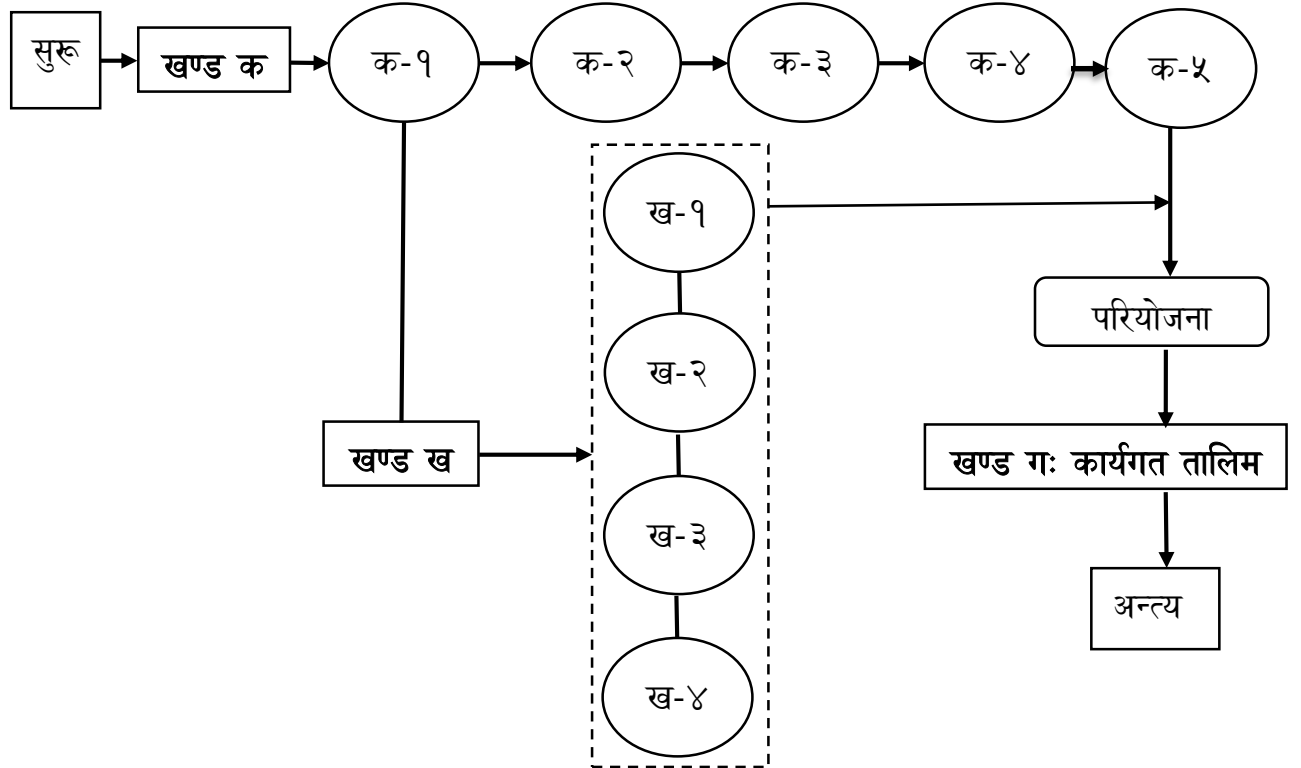 सुरू
खण्ड क
क-१
क-२
क-३
क-४
क-५
ख-१
ख-२
परियोजना
खण्ड ख
खण्ड गः कार्यगत तालिम
ख-३
अन्त्य
ख-४